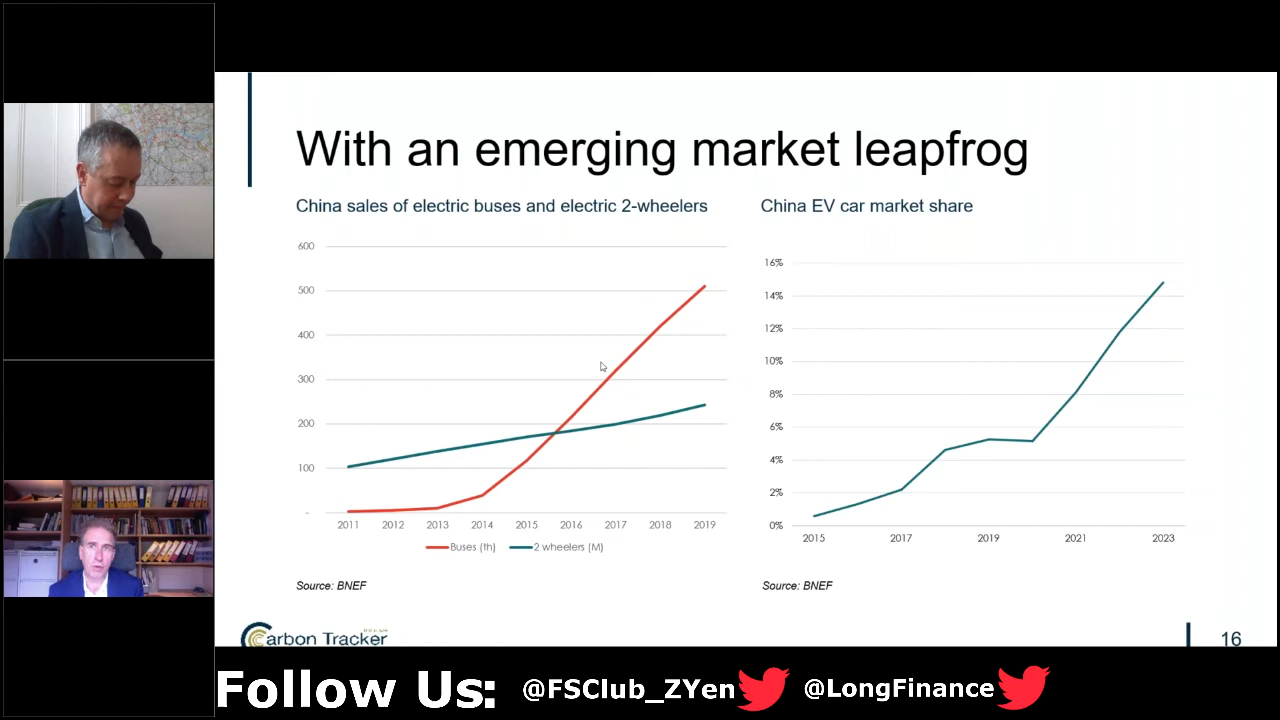 With an emerging market leapfrog
China sales of electric buses and electric 2-wheelers
600
500
400
300
200
100
-
2011 2012 2013 2014 2015 2016 2017 2018 2019
Buses (th) 2 wheelers (M)
Source: BNEF
China EV car market share
16%
14%
12%
10%
8%
6%
4%
2%
0%
2015 2017 2019 2021 2023
Source: BNEF
Carbon Tracker
16
Follow Us: @FSClub_ZYen @LongFinance